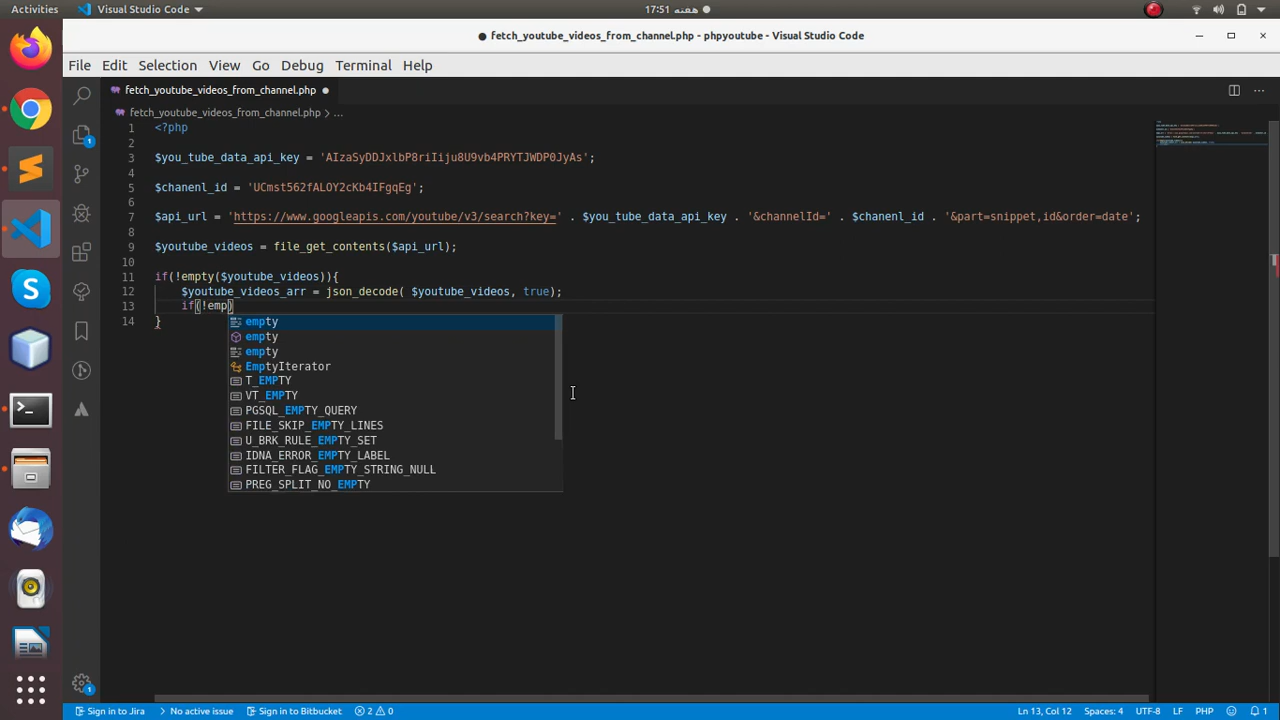 Activities
Visual Studio Code
17:51 هفته
fetch_youtube_videos_from_channel.php - phpyoutube - Visual Studio Code
File Edit Selection View Go Debug Terminal Help
fetch_youtube_videos_from_channel.php
fetch_youtube_videos_from_channel.php > ...
1 <?php
2
3 $you_tube_data_api_key = 'AIzaSyDDJxlbP8riIiju8U9vb4PRYTJWDP0JyAs';
4
5 $chanenl_id = 'UCmst562fALOY2cKb4IFgqEg';
6
7 $api_url = 'https://www.googleapis.com/youtube/v3/search?key=' . $you_tube_data_api_key . '&channelId=' . $chanenl_id . '&part=snippet,id&order=date';
8
9 $youtube_videos = file_get_contents($api_url);
10
11 if(!empty($youtube_videos)){
12 $youtube_videos_arr = json_decode( $youtube_videos, true);
13 if(!emp)
14 }
empty
empty
empty
EmptyIterator
T_EMPTY
VT_EMPTY
PGSQL_EMPTY_QUERY
FILE_SKIP_EMPTY_LINES
U_BRK_RULE_EMPTY_SET
IDNA_ERROR_EMPTY_LABEL
FILTER_FLAG_EMPTY_STRING_NULL
PREG_SPLIT_NO_EMPTY
1
1
Sign in to Jira No active issue Sign in to Bitbucket 2 0 Ln 13, Col 12 Spaces: 4 UTF-8 LF PHP 1